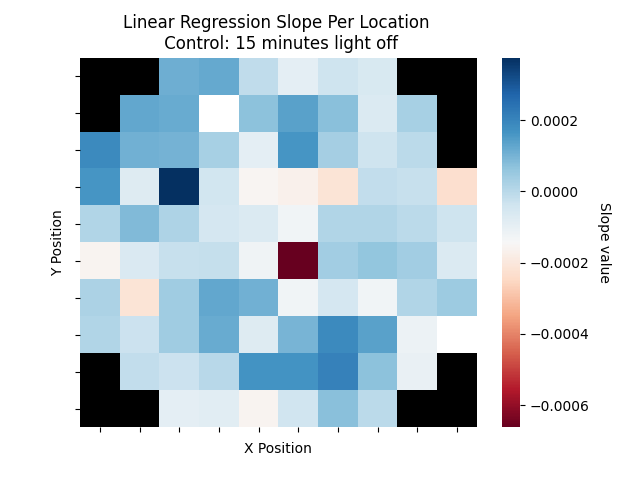 Linear Regression Slope Per Location
Control: 15 minutes light off
Y Position
X Position
0.0002
0.0000
−0.0002
−0.0004
−0.0006
Slope value